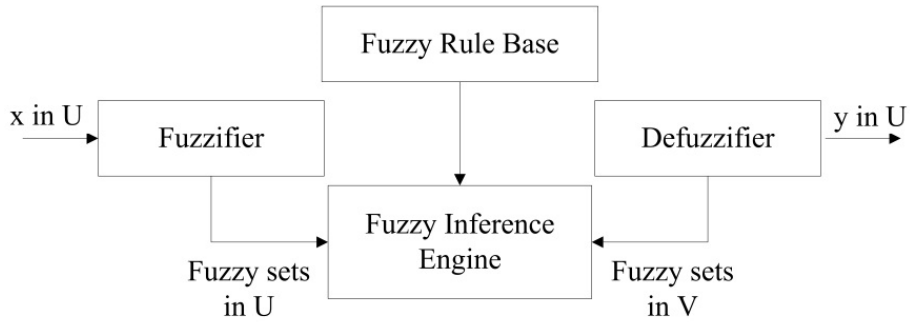 Fuzzy Rule Base
x in U
Fuzzifier
Defuzzifier
y in U
Fuzzy Inference
Engine
Fuzzy sets
in U
Fuzzy sets
in V